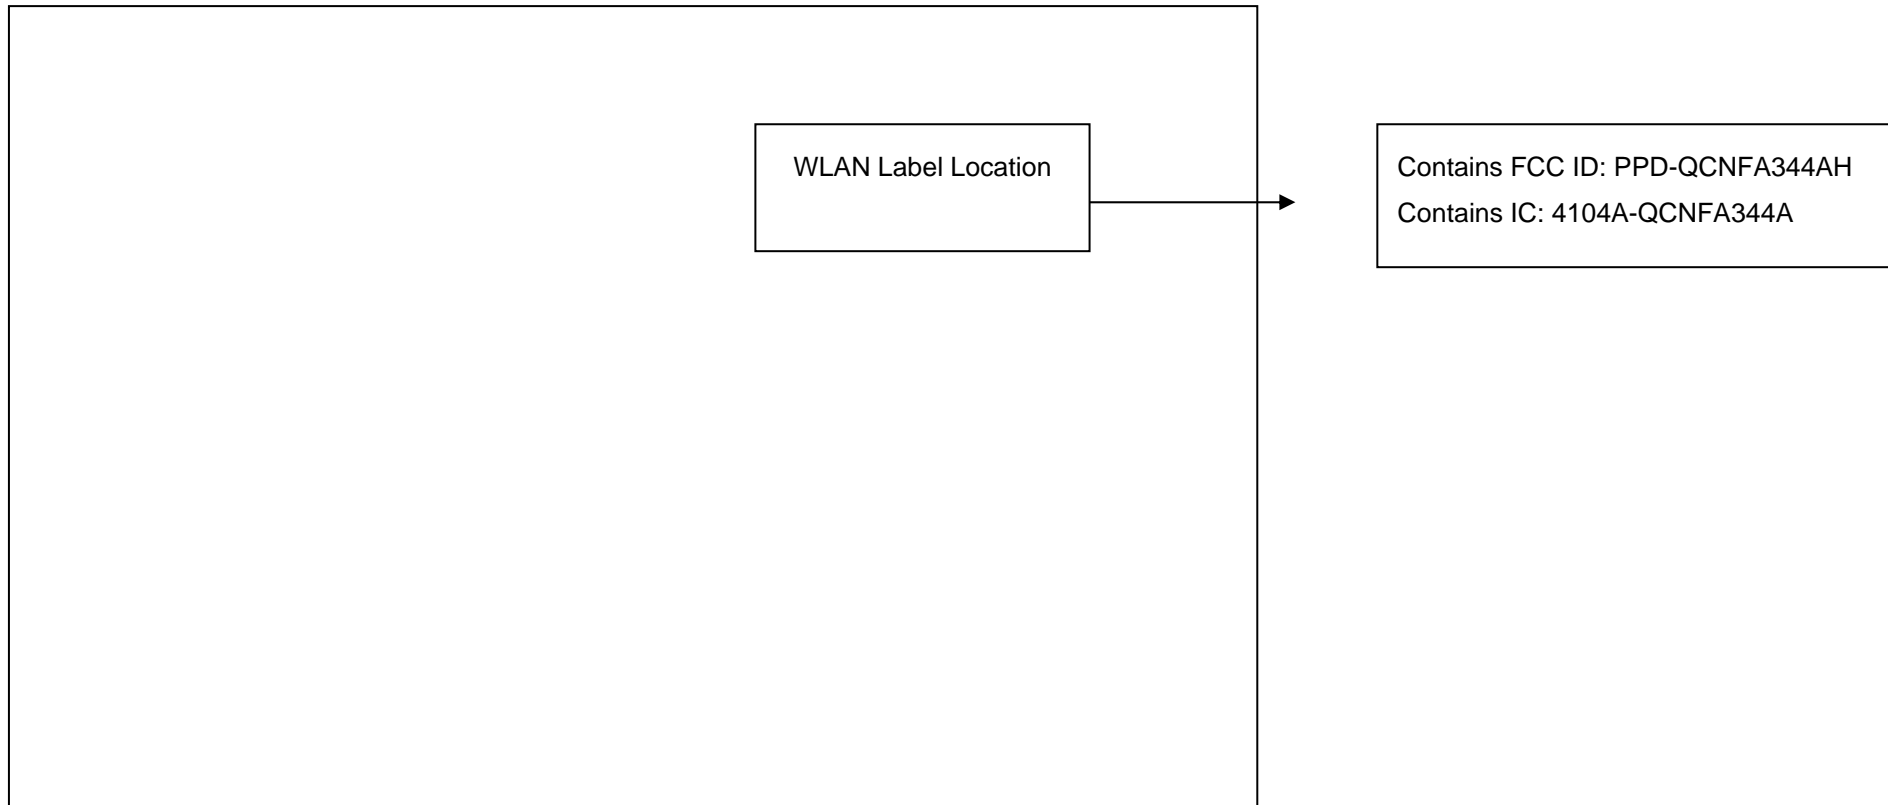 WLAN Label Location
Contains FCC ID: PPD-QCNFA344AH
Contains IC: 4104A-QCNFA344A